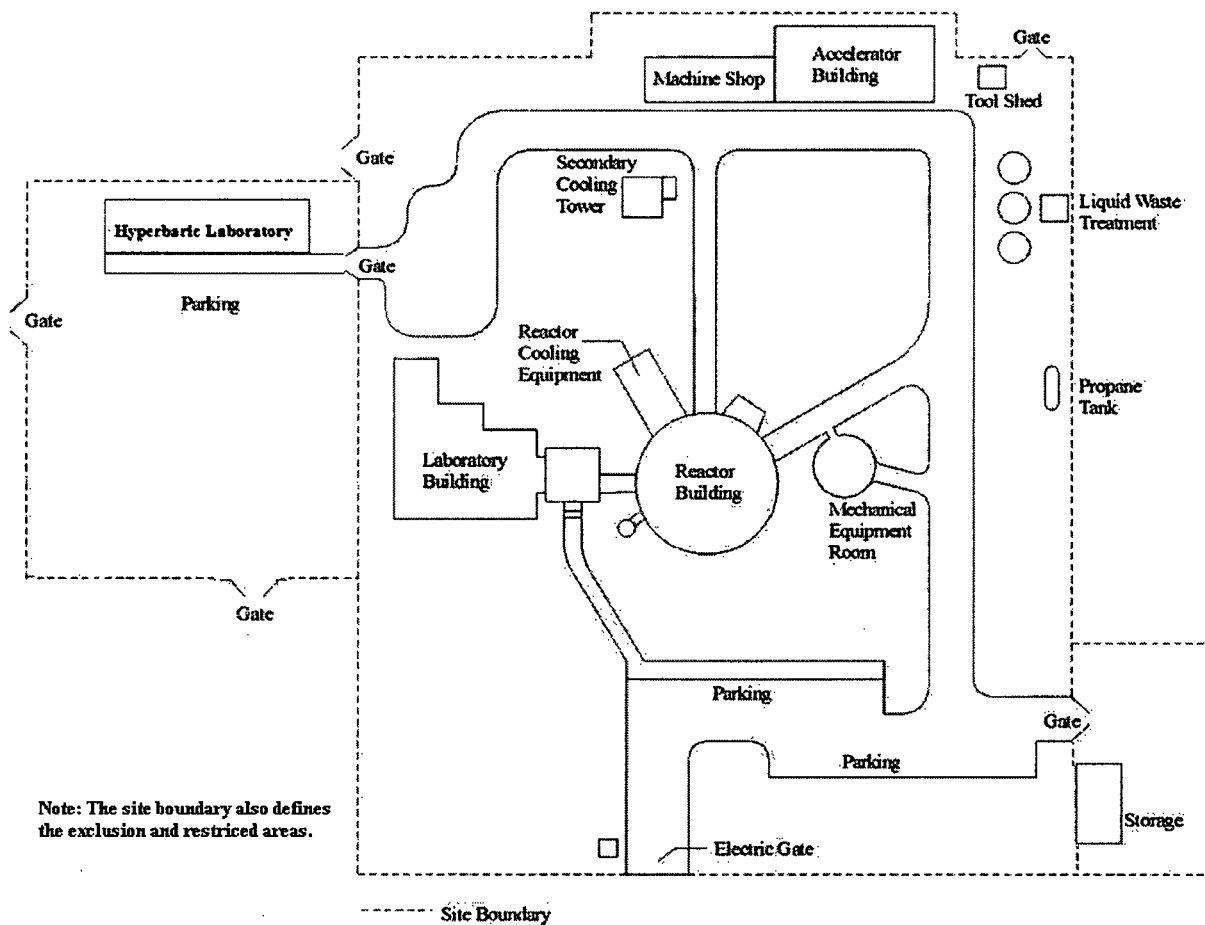 Gate
Accelerator
Building
Machine Shop
Tool Shed
Gate
Secondary
Cooling
Tower
Liquid Waste
Treatment
Hyperbaric Laboratory
Gate
Parking
Gate
Reactor
Cooling
Equipment
Propane
Tank
Laboratory
Building
Reactor
Building
Mechanical
Equipment
Room
Gate
Parking
Gate
Parking
Note: The site boundary also defines
the exclusion and restriced areas.
Storage
Electric Gate
Site Boundary